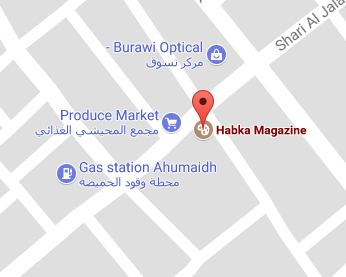 Shari Al Jala
Burawi Optical -
مركز نسوق
Produce Market
مجمع المحيشي الغذائي
Habka Magazine
Gas station Ahumaidh
محطة وقود الحميضة